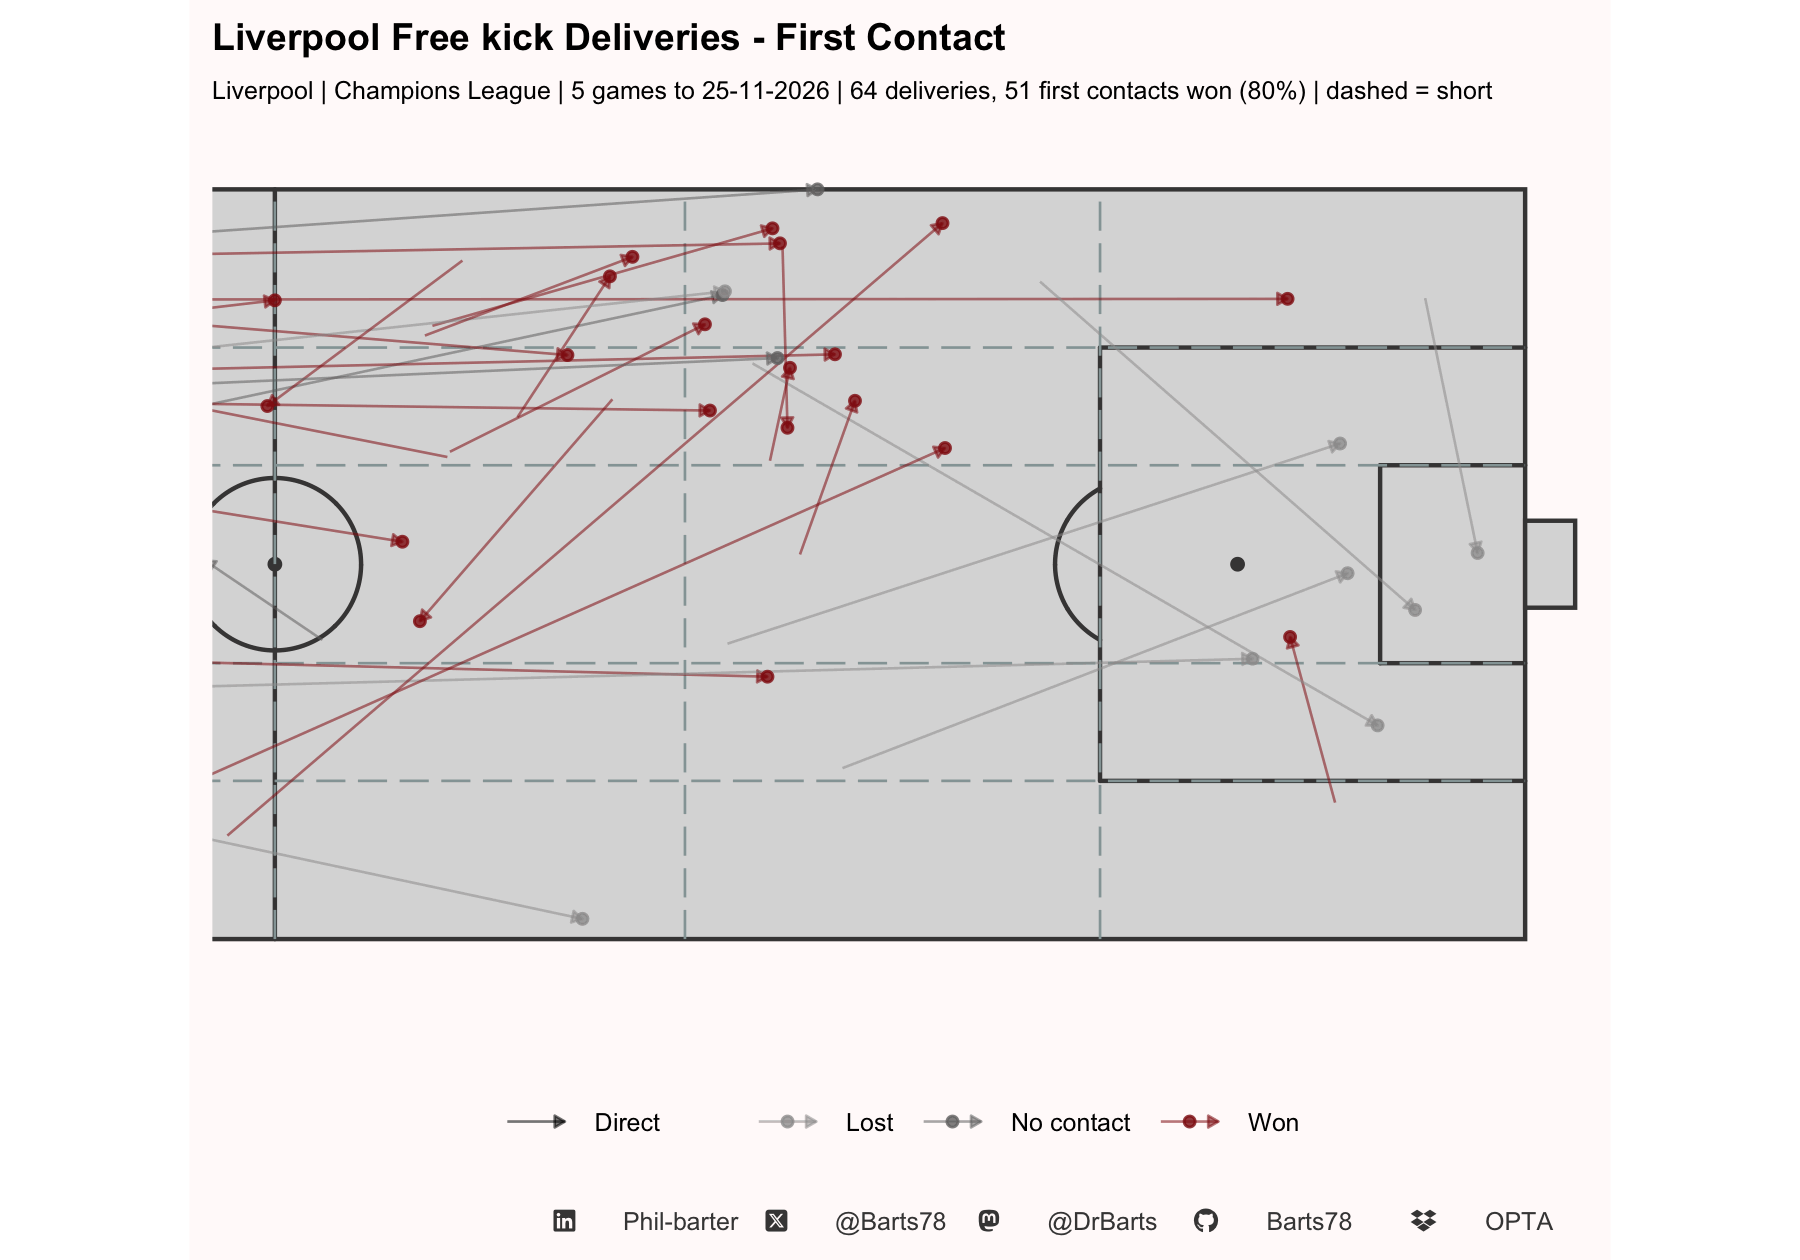 Liverpool Free kick Deliveries - First Contact
Liverpool | Champions League | 5 games to 25-11-2026 | 64 deliveries, 51 first contacts won (80%) | dashed = short
Direct Lost No contact Won
Phil-barter @Barts78 @DrBarts Barts78 OPTA